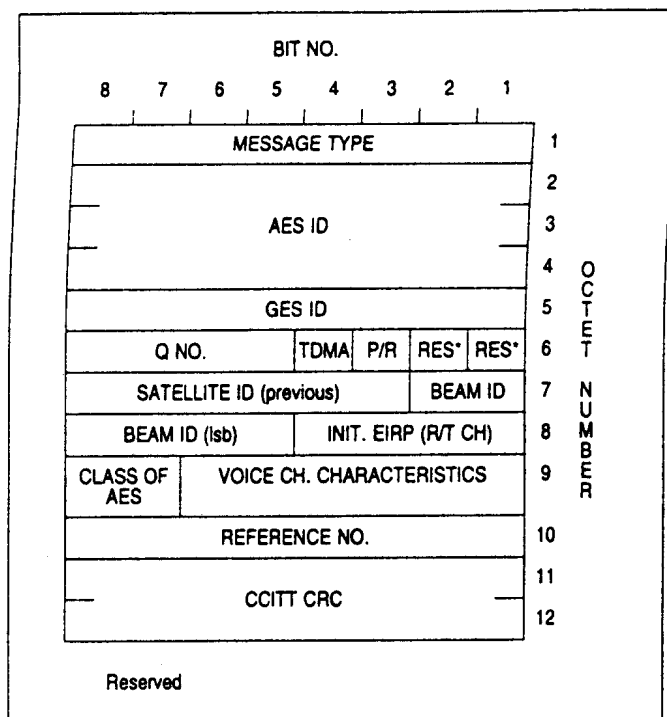 BIT NO.
8 7 6 5 4 3 2 1
MESSAGE TYPE 1
2
AES ID 3
4
GES ID 5
Q NO. TDMA P/R RES* RES* 6
SATELLITE ID (previous) BEAM ID 7
BEAM ID (lsb) INIT. EIRP (R/T CH) 8
CLASS OF AES VOICE CH. CHARACTERISTICS 9
REFERENCE NO. 10
11
CCITT CRC
12
OCTET NUMBER
Reserved